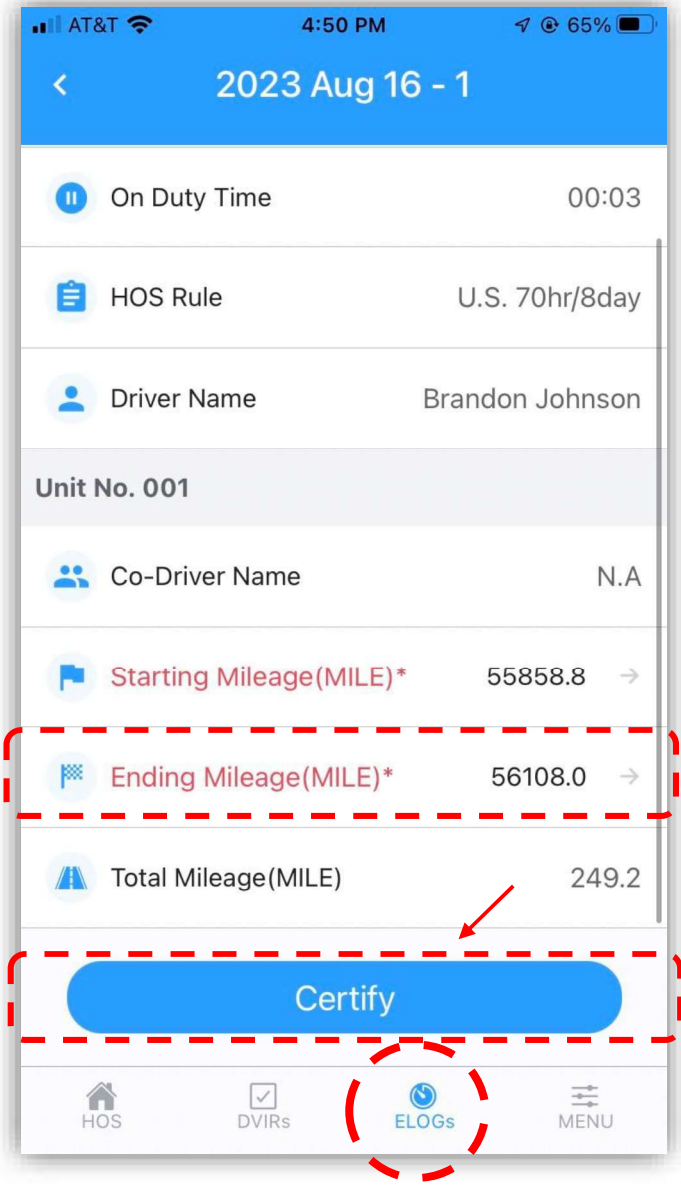 AT&T 4:50 PM 65%
2023 Aug 16 - 1
On Duty Time 00:03
HOS Rule U.S. 70hr/8day
Driver Name Brandon Johnson
Unit No. 001
Co-Driver Name N.A
Starting Mileage(MILE)* 55858.8
Ending Mileage(MILE)* 56108.0
Total Mileage(MILE) 249.2
Certify
HOS DVIRs ELOGs MENU